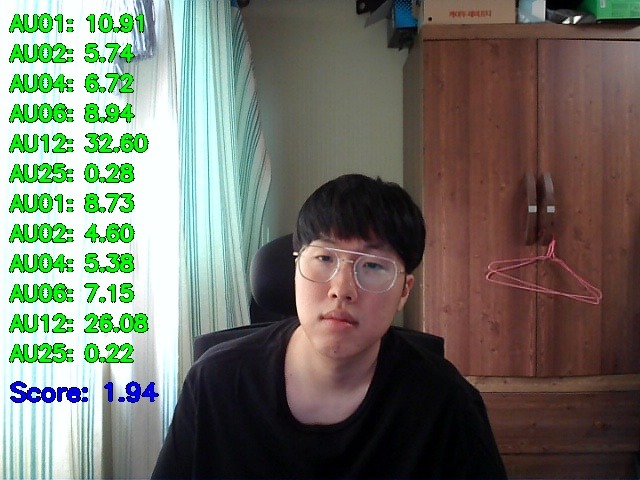 AU01: 10.91
AU02: 5.74
AU04: 6.72
AU06: 8.94
AU12: 32.60
AU25: 0.28
AU01: 8.73
AU02: 4.60
AU04: 5.38
AU06: 7.15
AU12: 26.08
AU25: 0.22
Score: 1.94